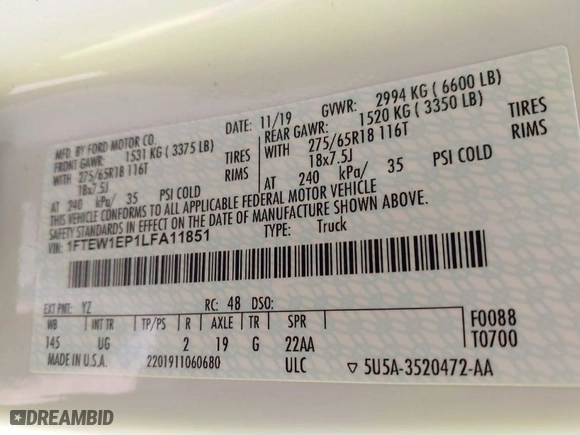 MFD. BY FORD MOTOR CO.
DATE: 11/19 GVWR: 2994 KG ( 6600 LB)
FRONT GAWR: 1531 KG ( 3375 LB)
REAR GAWR: 1520 KG ( 3350 LB)
WITH 275/65R18 116T TIRES
WITH 275/65R18 116T TIRES
18x7.5J RIMS
18x7.5J RIMS
AT 240 kPa/ 35 PSI COLD
AT 240 kPa/ 35 PSI COLD
THIS VEHICLE CONFORMS TO ALL APPLICABLE FEDERAL MOTOR VEHICLE
SAFETY STANDARDS IN EFFECT ON THE DATE OF MANUFACTURE SHOWN ABOVE.
VIN: 1FTEW1EP1LFA11851 TYPE: Truck
EXT PNT: YZ RC: 48 DSO:
WB INT TR TP/PS R AXLE TR SPR F0088
145 UG 2 19 G 22AA T0700
MADE IN U.S.A. 2201911060680 ULC ▽ 5U5A-3520472-AA
DREAMBID